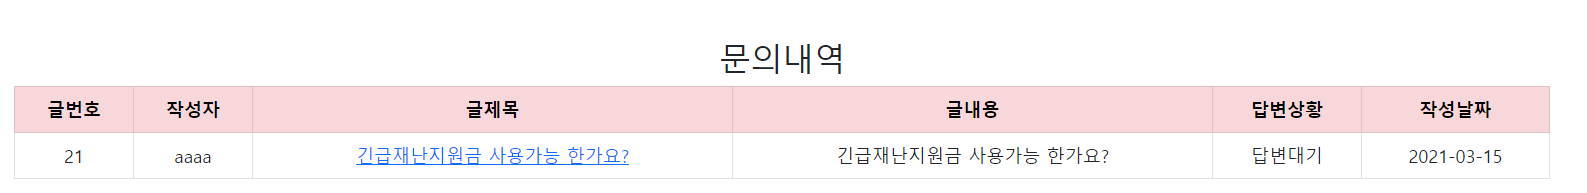 문의내역
글번호 작성자 글제목 글내용 답변상황 작성날짜
21 aaaa 긴급재난지원금 사용가능 한가요? 긴급재난지원금 사용가능 한가요? 답변대기 2021-03-15